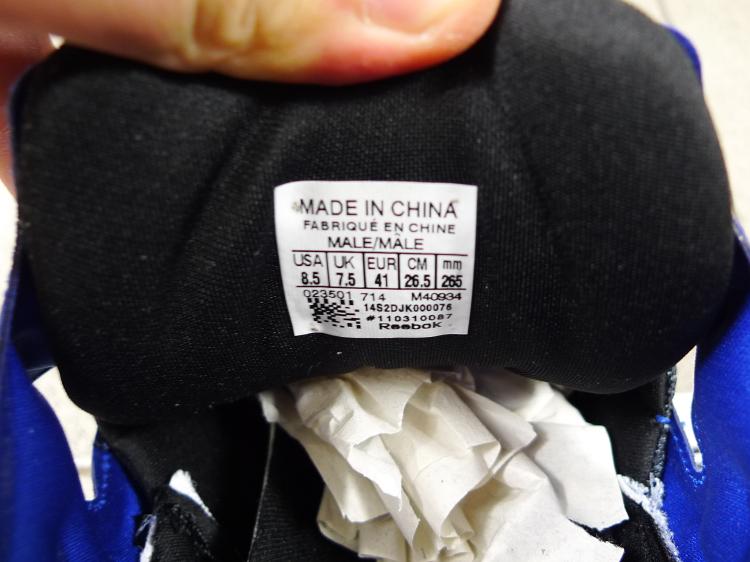 MADE IN CHINA
FABRIQUÉ EN CHINE
MALE/MÂLE
USA UK EUR CM mm
8.5 7.5 41 26.5 265
023501 714 M40934
14S2DJK000076
#110310087
Reebok